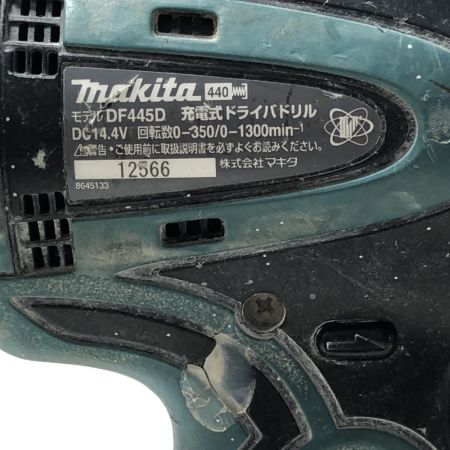 makita 440
モデル DF445D 充電式ドライバドリル
DC14.4V 回転数0-350/0-1300min-1
⚠ご使用前に取扱説明書を必ずよくお読みください。
12566 株式会社マキタ
8645133